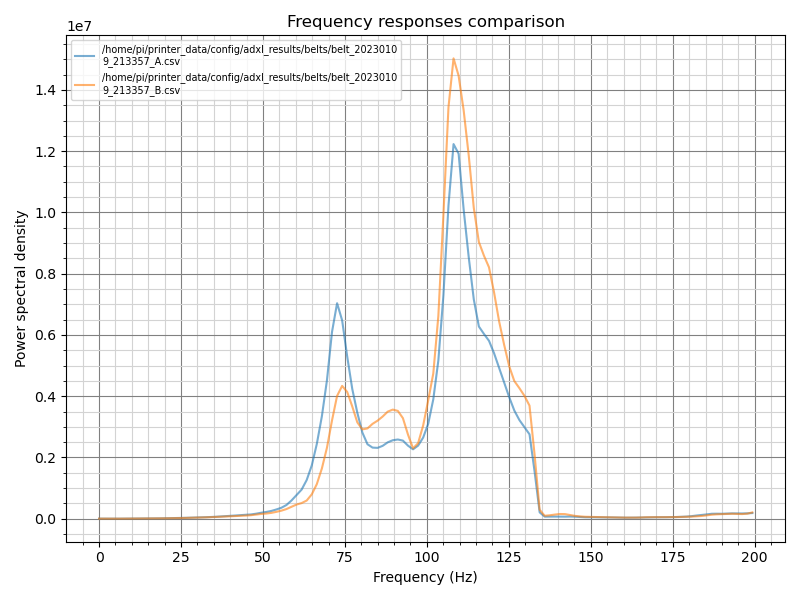 Frequency responses comparison
1e7
/home/pi/printer_data/config/adxl_results/belts/belt_2023010
9_213357_A.csv
/home/pi/printer_data/config/adxl_results/belts/belt_2023010
9_213357_B.csv
1.4
1.2
1.0
0.8
0.6
0.4
0.2
0.0
Power spectral density
0 25 50 75 100 125 150 175 200
Frequency (Hz)